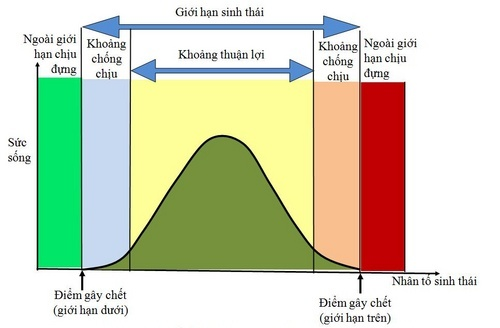 Giới hạn sinh thái
Ngoài giới
hạn chịu
đựng
Khoảng
chống
chịu
Khoảng thuận lợi
Khoảng
chống
chịu
Ngoài giới
hạn chịu
đựng
Sức
sống
Nhân tố sinh thái
Điểm gây chết
(giới hạn dưới)
Điểm gây chết
(giới hạn trên)